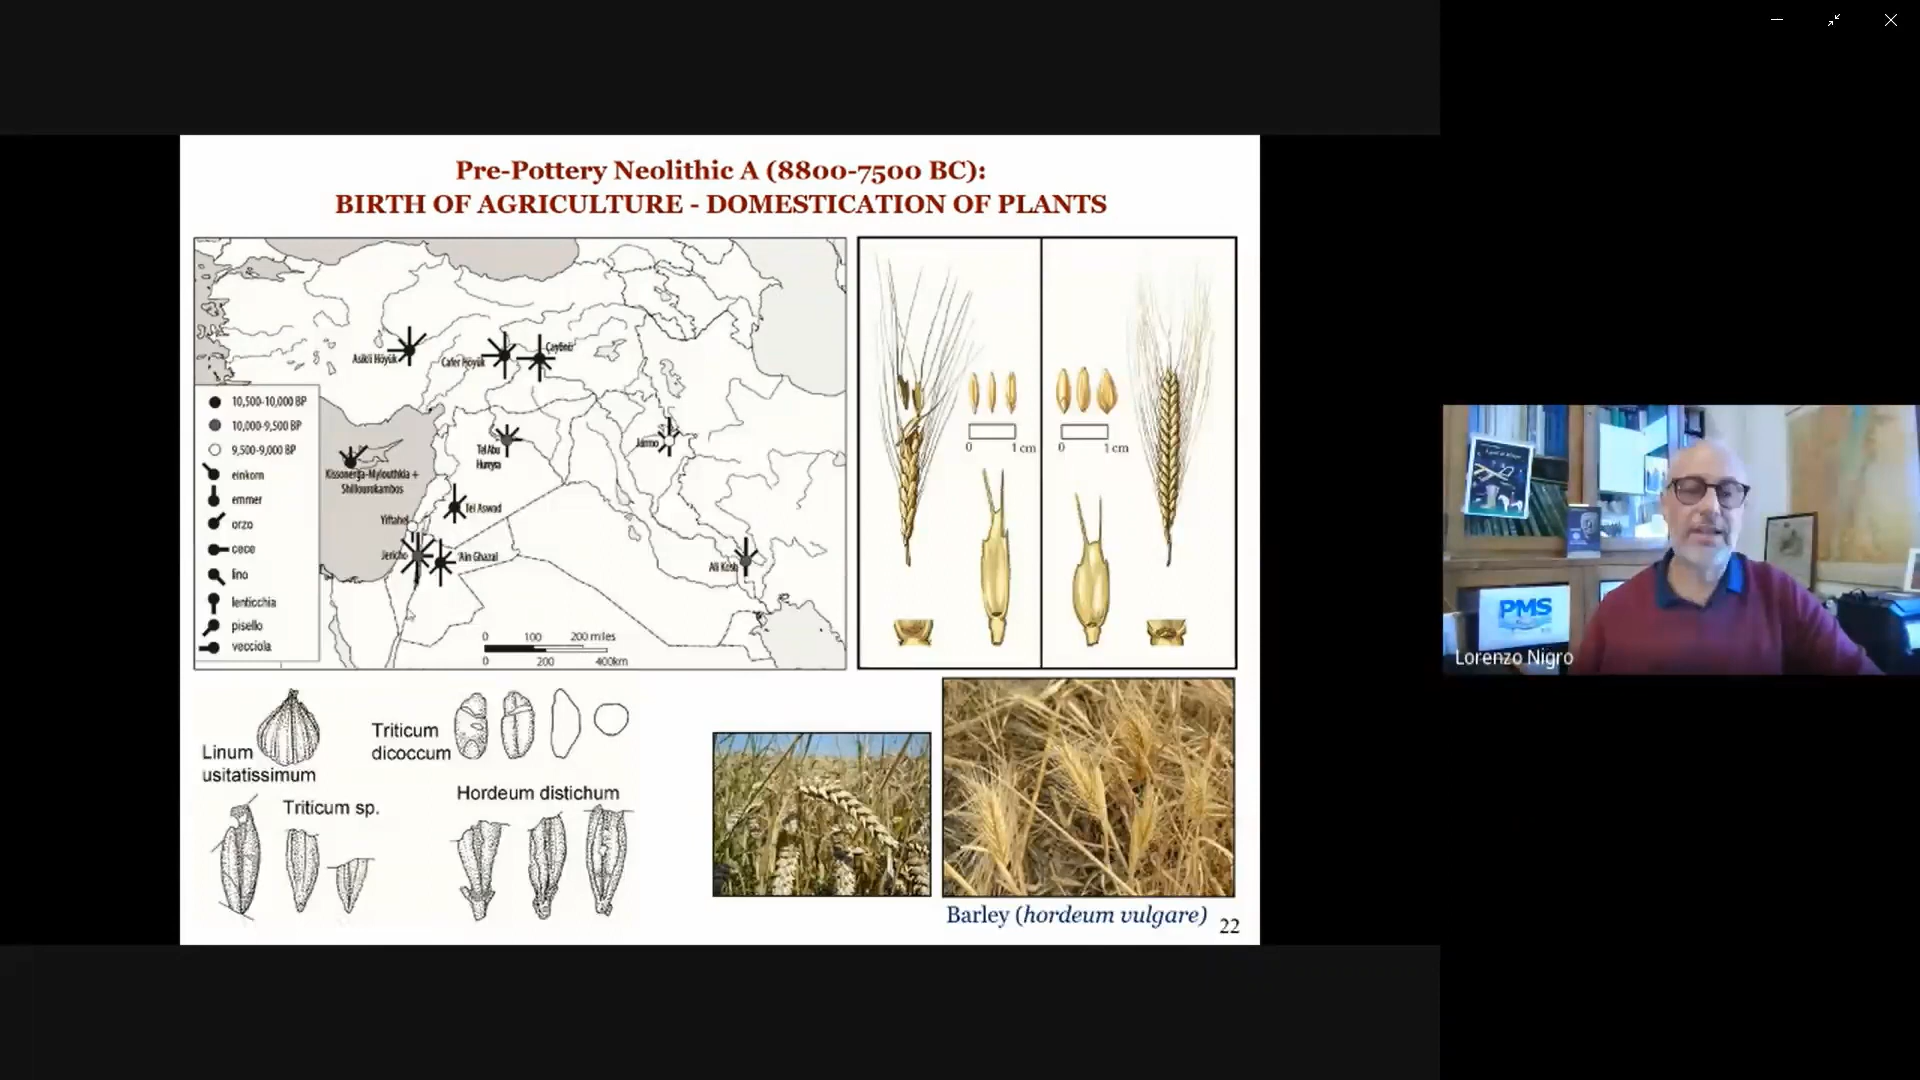 Pre-Pottery Neolithic A (8800-7500 BC):
BIRTH OF AGRICULTURE - DOMESTICATION OF PLANTS
Asikli Höyük
Cafer Höyük
Çayönü
10,500-10,000 BP
10,000-9,500 BP
9,500-9,000 BP
einkorn
emmer
orzo
cece
lino
lenticchia
pisello
vecciola
Kissonerga-Mylouthkia +
Shillourokambos
Tel Abu
Hureyra
Jarmo
Tel Aswad
Yiftahel
Jericho
'Ain Ghazal
Ali Kosh
0 100 200 miles
0 200 400km
0 1 cm
0 1 cm
Linum
usitatissimum
Triticum
dicoccum
Triticum sp.
Hordeum distichum
Barley (hordeum vulgare)
22
PMS
Lorenzo Nigro